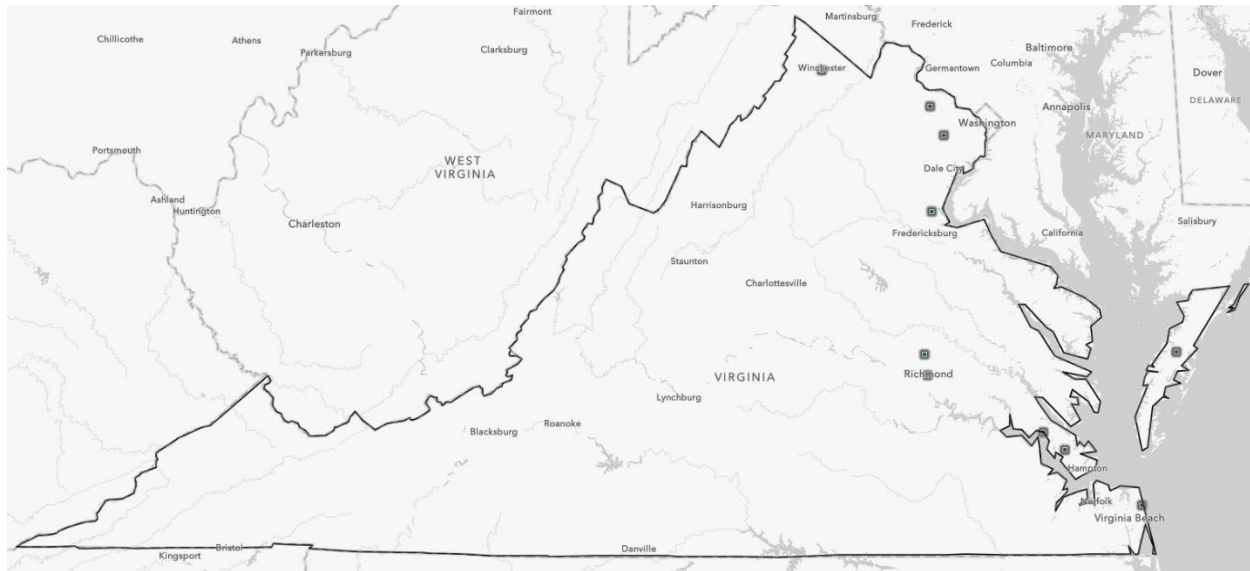 Fairmont
Martinsburg
Frederick
Chillicothe
Athens
Parkersburg
Clarksburg
Baltimore
Winchester
Germantown
Columbia
Dover
DELAWARE
Annapolis
Washington
MARYLAND
Portsmouth
WEST
VIRGINIA
Dale City
Ashland
Huntington
Charleston
Harrisonburg
Salisbury
Fredericksburg
California
Staunton
Charlottesville
Richmond
VIRGINIA
Lynchburg
Roanoke
Blacksburg
Hampton
Norfolk
Virginia Beach
Bristol
Kingsport
Danville